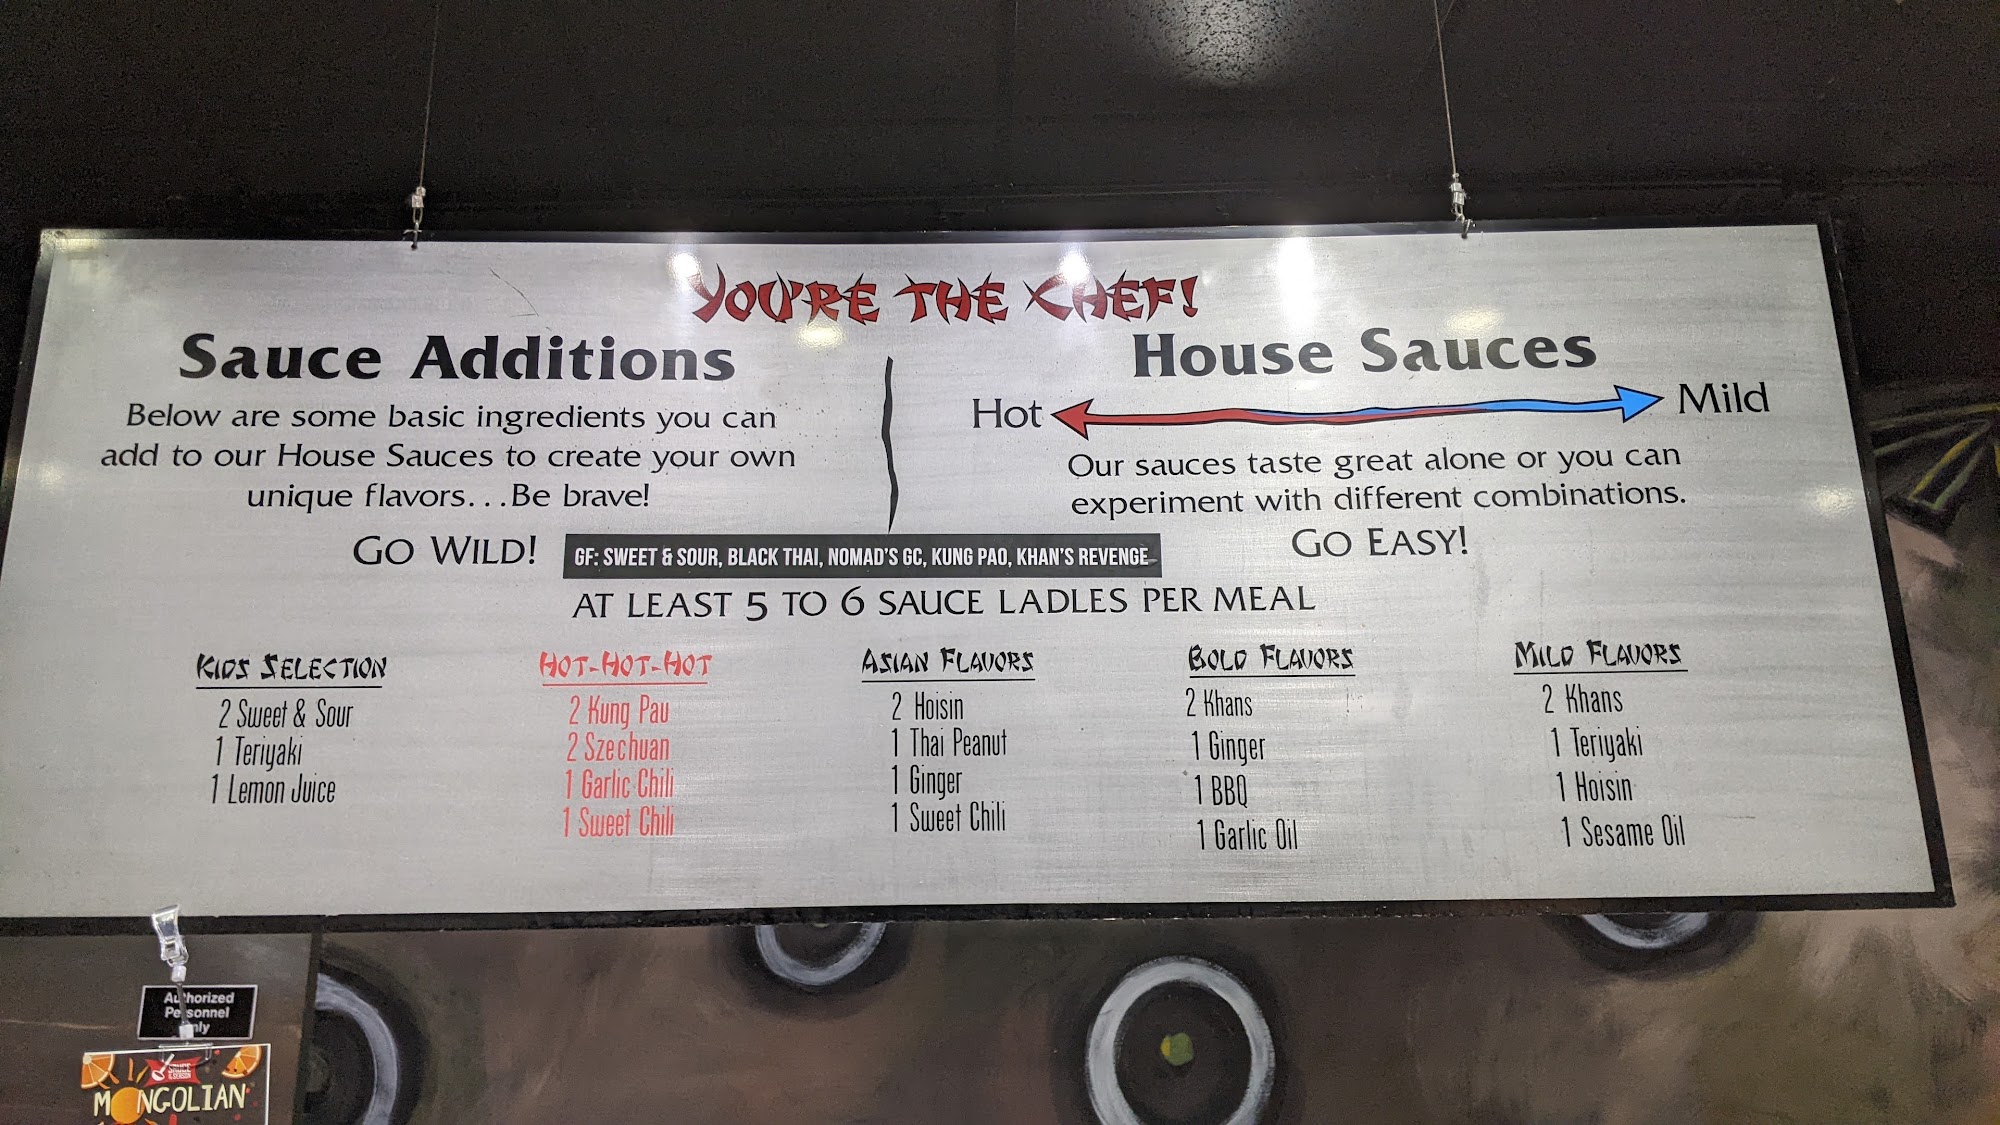 YOU'RE THE CHEF!
Sauce Additions
Below are some basic ingredients you can
add to our House Sauces to create your own
unique flavors...Be brave!
GO WILD!
House Sauces
Hot
Mild
Our sauces taste great alone or you can
experiment with different combinations.
GO EASY!
GF: SWEET & SOUR, BLACK THAI, NOMAD'S GC, KUNG PAO, KHAN'S REVENGE
AT LEAST 5 TO 6 SAUCE LADLES PER MEAL
KIDS SELECTION
2 Sweet & Sour
1 Teriyaki
1 Lemon Juice
HOT-HOT-HOT
2 Kung Pau
2 Szechuan
1 Garlic Chili
1 Sweet Chili
ASIAN FLAVORS
2 Hoisin
1 Thai Peanut
1 Ginger
1 Sweet Chili
BOLD FLAVORS
2 Khans
1 Ginger
1 BBQ
1 Garlic Oil
MILD FLAVORS
2 Khans
1 Teriyaki
1 Hoisin
1 Sesame Oil
Authorized
Personnel
Only
MONGOLIAN